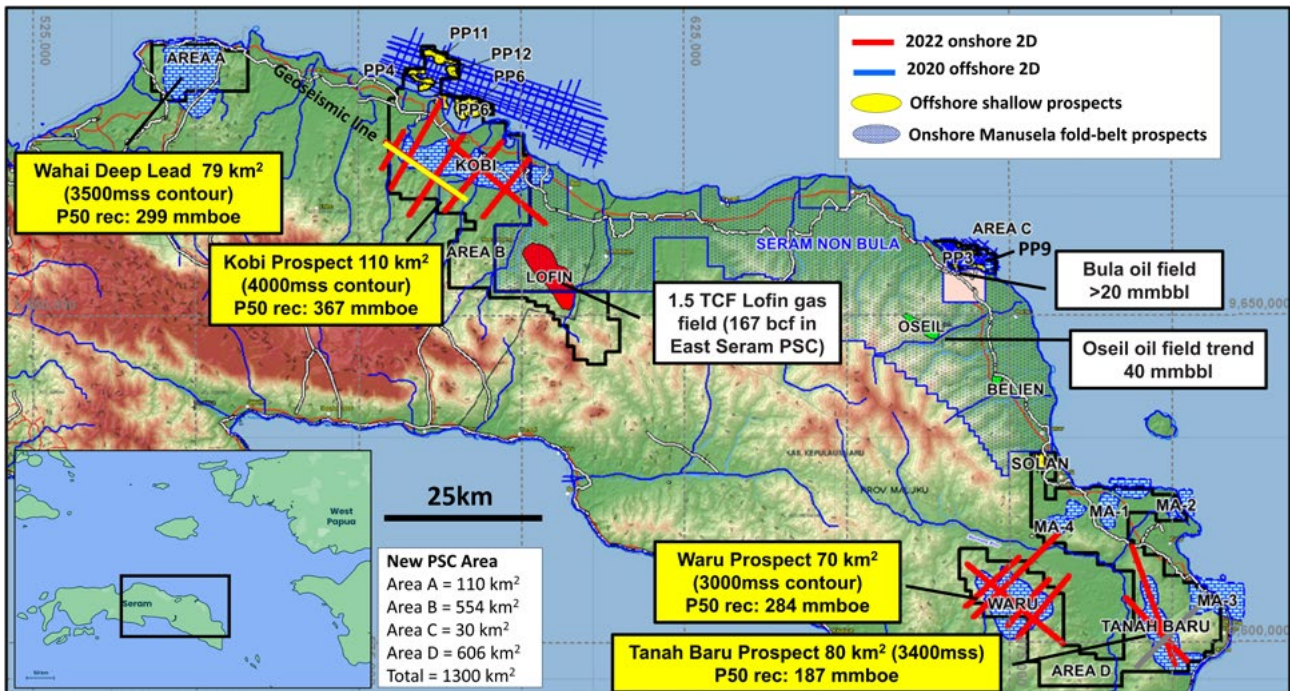 525,000
625,000
2022 onshore 2D
2020 offshore 2D
Offshore shallow prospects
Onshore Manusela fold-belt prospects
AREA A
Geoseismic line
PP11
PP12
PP4
PP6
PP6
KOBI
Wahai Deep Lead 79 km²
(3500mss contour)
P50 rec: 299 mmboe
Kobi Prospect 110 km²
(4000mss contour)
P50 rec: 367 mmboe
AREA B
LOFIN
SERAM NON BULA
AREA C
PP3
PP9
Bula oil field
>20 mmbbl
1.5 TCF Lofin gas
field (167 bcf in
East Seram PSC)
9,650,000
OSEIL
Oseil oil field trend
40 mmbbl
BELIEN
SOLAN
KAB. KEPULAUAN ARU
PROV. MALUKU
MA-1
MA-2
MA-4
MA-3
25km
West
Papua
Seram
New PSC Area
Area A = 110 km²
Area B = 554 km²
Area C = 30 km²
Area D = 606 km²
Total = 1300 km²
Waru Prospect 70 km²
(3000mss contour)
P50 rec: 284 mmboe
WARU
TANAH BARU
Tanah Baru Prospect 80 km² (3400mss)
P50 rec: 187 mmboe
AREA D